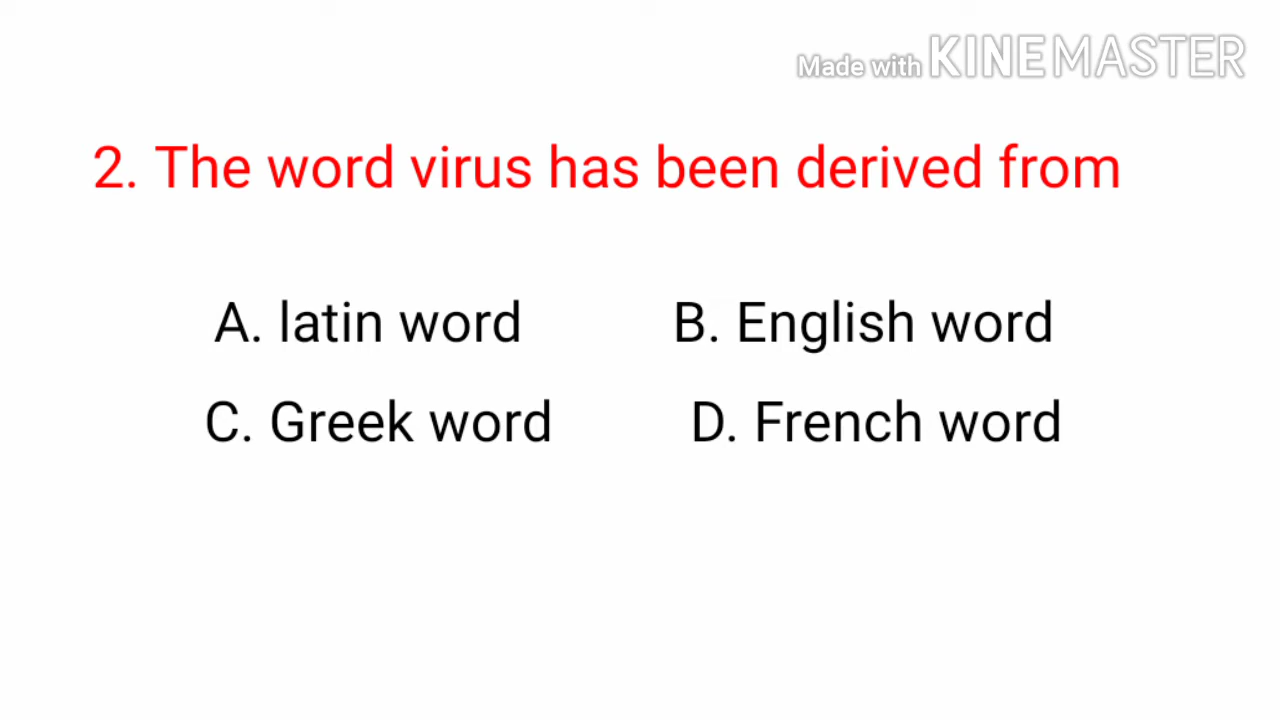 Made with KINEMASTER
2. The word virus has been derived from
A. latin word B. English word
C. Greek word D. French word